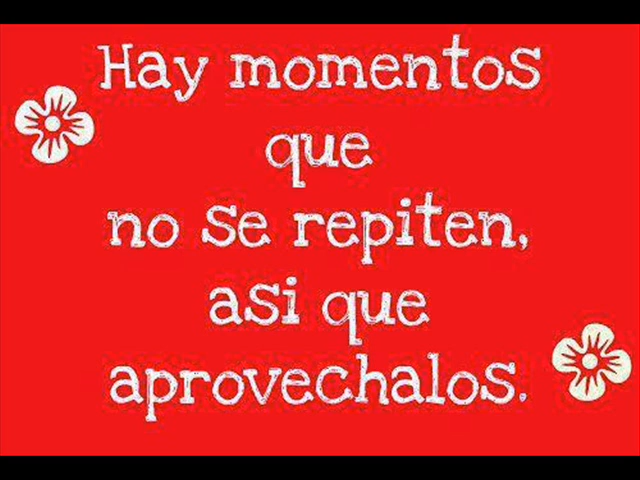 Hay momentos
que
no se repiten,
asi que
aprovechalos.